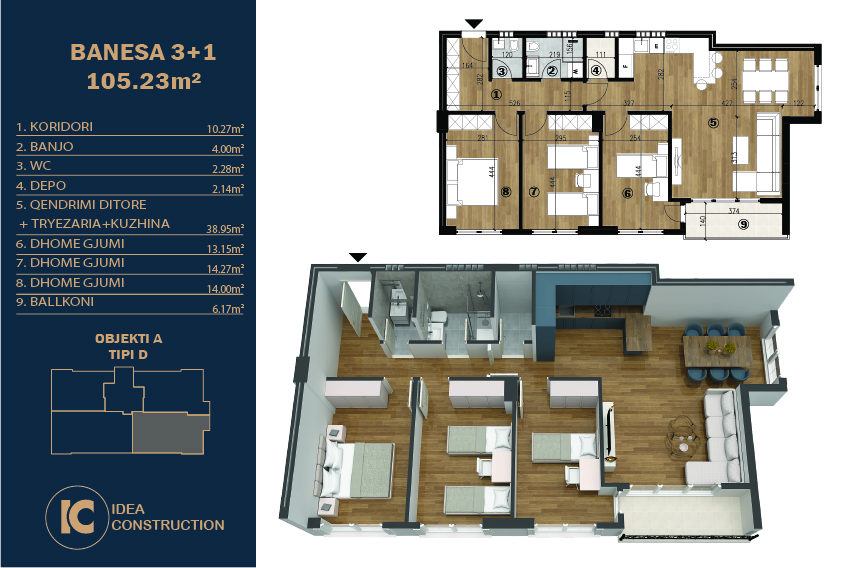 BANESA 3+1
105.23m²
1. KORIDORI 10.27m²
2. BANJO 4.00m²
3. WC 2.28m²
4. DEPO 2.14m²
5. QENDRIMI DITORE
+ TRYEZARIA+KUZHINA 38.95m²
6. DHOME GJUMI 13.15m²
7. DHOME GJUMI 14.27m²
8. DHOME GJUMI 14.00m²
9. BALLKONI 6.17m²
OBJEKTI A
TIPI D
IC
IDEA
CONSTRUCTION
164
120
219
156
111
282
282
254
3
2
4
M
F
1
526
115
327
427
122
5
281
295
254
313
444
444
444
8
7
6
374
140
9